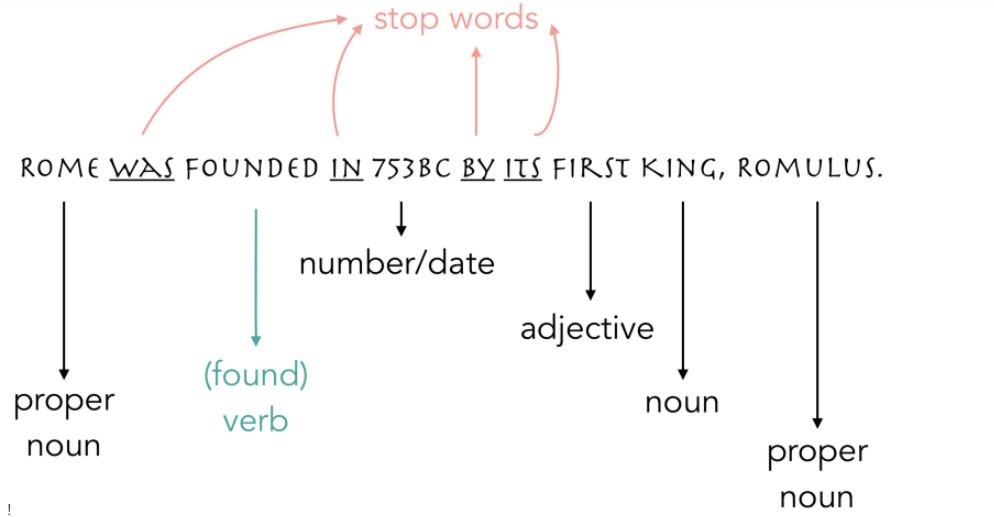 stop words
ROME WAS FOUNDED IN 753BC BY ITS FIRST KING, ROMULUS.
number/date
adjective
(found)
verb
proper
noun
noun
proper
noun
!